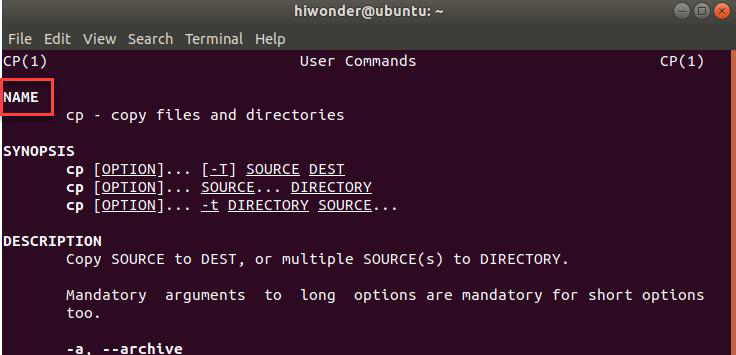 hiwonder@ubuntu: ~
File Edit View Search Terminal Help
CP(1) User Commands CP(1)
NAME
cp - copy files and directories
SYNOPSIS
cp [OPTION]... [-T] SOURCE DEST
cp [OPTION]... SOURCE... DIRECTORY
cp [OPTION]... -t DIRECTORY SOURCE...
DESCRIPTION
Copy SOURCE to DEST, or multiple SOURCE(s) to DIRECTORY.
Mandatory arguments to long options are mandatory for short options
too.
-a, --archive